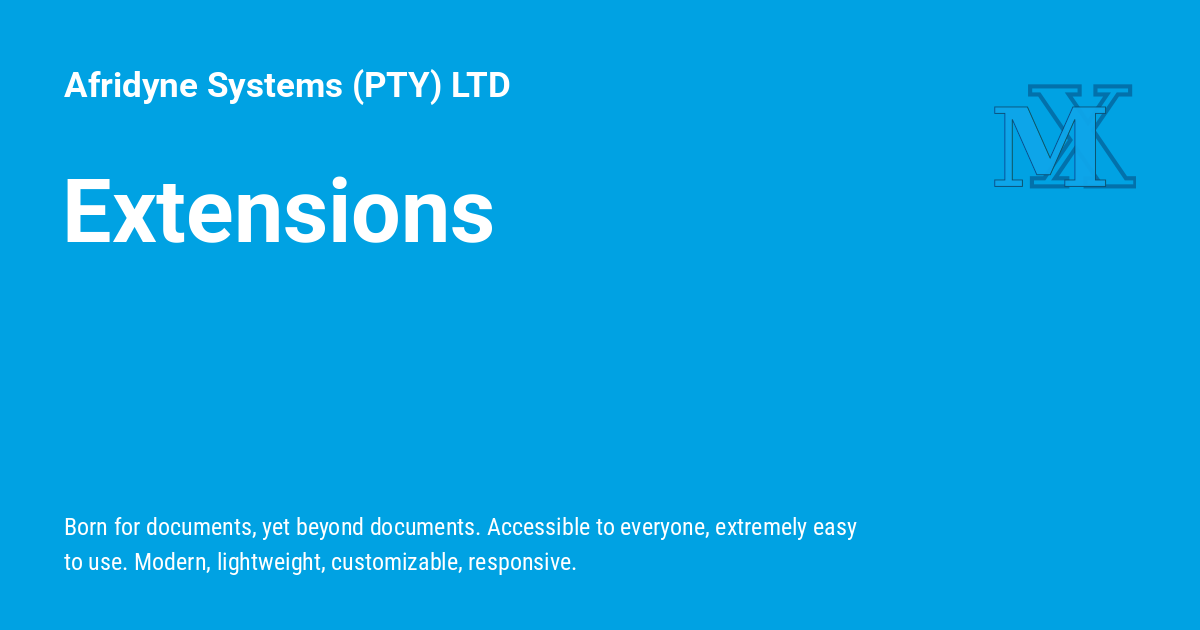 Afridyne Systems (PTY) LTD
MX
Extensions
Born for documents, yet beyond documents. Accessible to everyone, extremely easy
to use. Modern, lightweight, customizable, responsive.